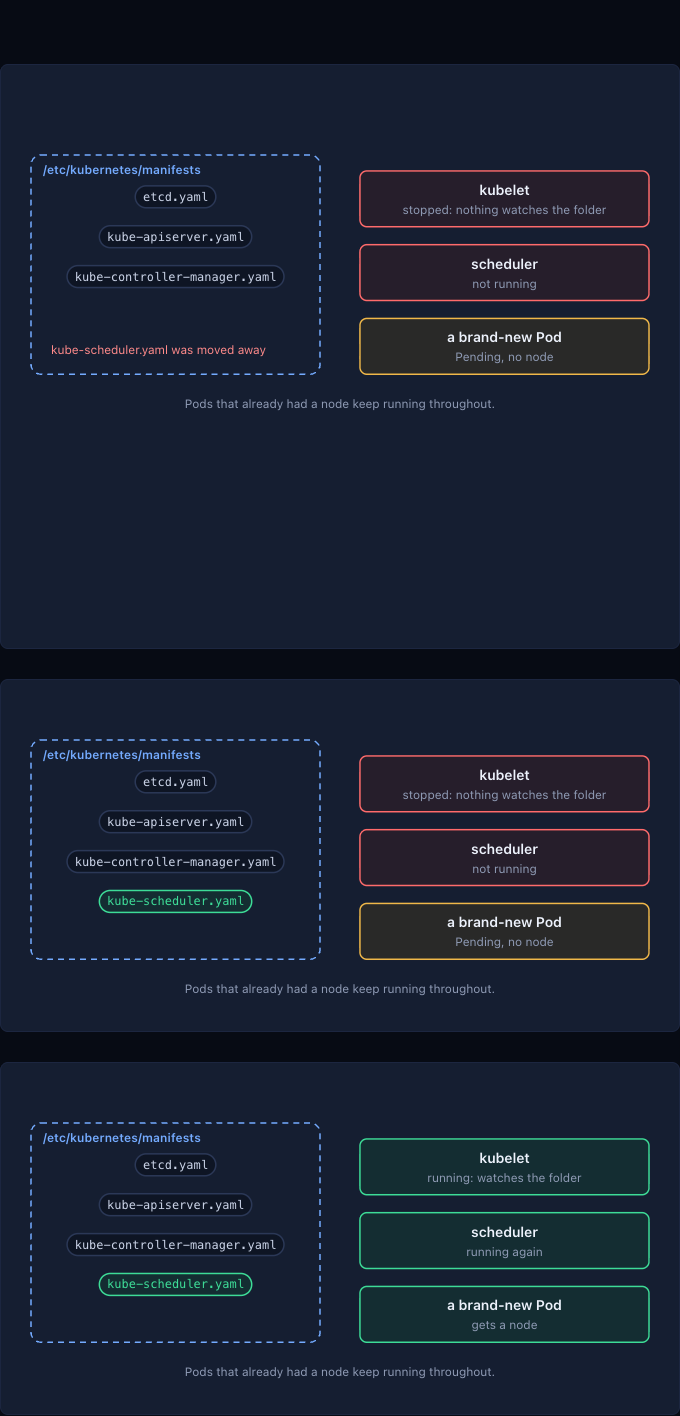 /etc/kubernetes/manifests
etcd.yaml
kube-apiserver.yaml
kube-controller-manager.yaml
kube-scheduler.yaml was moved away
kubelet
stopped: nothing watches the folder
scheduler
not running
a brand-new Pod
Pending, no node
Pods that already had a node keep running throughout.
/etc/kubernetes/manifests
etcd.yaml
kube-apiserver.yaml
kube-controller-manager.yaml
kube-scheduler.yaml
kubelet
stopped: nothing watches the folder
scheduler
not running
a brand-new Pod
Pending, no node
Pods that already had a node keep running throughout.
/etc/kubernetes/manifests
etcd.yaml
kube-apiserver.yaml
kube-controller-manager.yaml
kube-scheduler.yaml
kubelet
running: watches the folder
scheduler
running again
a brand-new Pod
gets a node
Pods that already had a node keep running throughout.